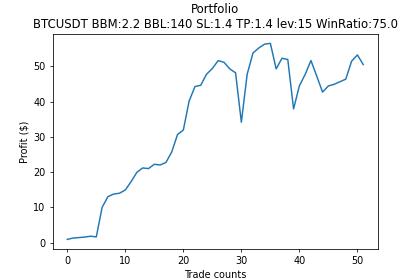 Portfolio
BTCUSDT BBM:2.2 BBL:140 SL:1.4 TP:1.4 lev:15 WinRatio:75.0
Profit ($)
50
40
30
20
10
0
0 10 20 30 40 50
Trade counts